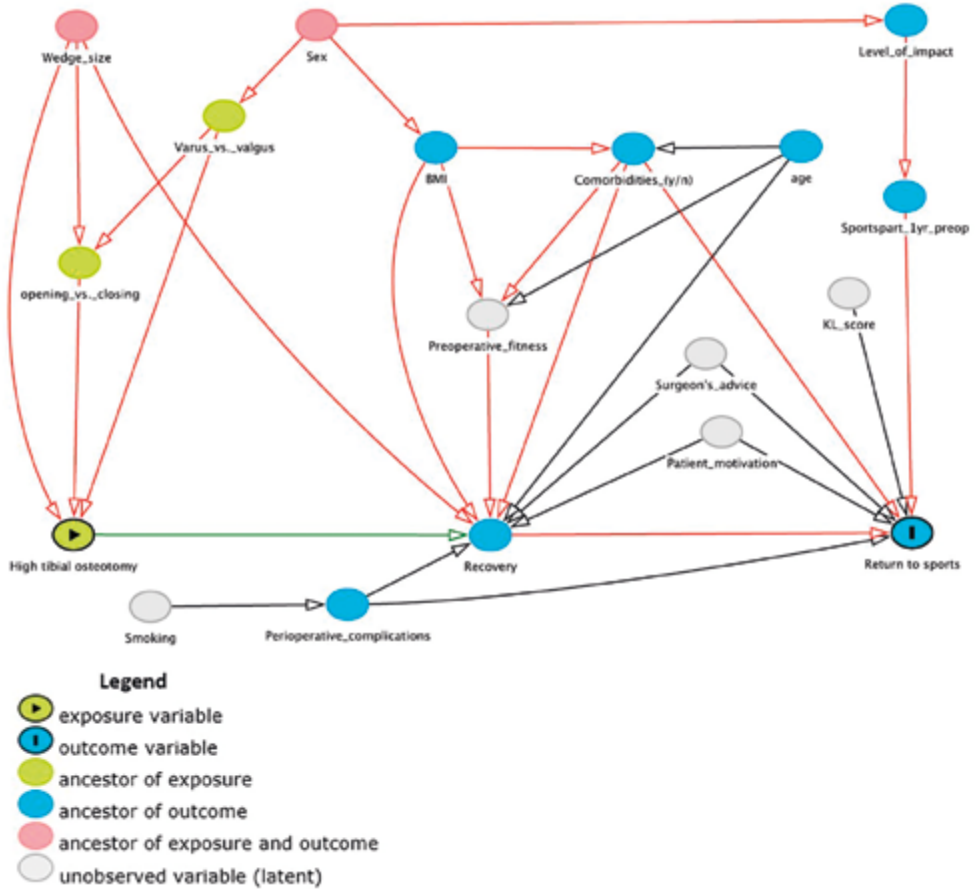 Wedge_size
Sex
Level_of_impact
Varus_vs._valgus
BMI
Comorbidities_(y/n)
age
Sportspart_1yr_preop
opening_vs._closing
KL_score
Preoperative_fitness
Surgeon's_advice
Patient_motivation
High tibial osteotomy
Recovery
Return to sports
Smoking
Perioperative_complications
Legend
exposure variable
outcome variable
ancestor of exposure
ancestor of outcome
ancestor of exposure and outcome
unobserved variable (latent)